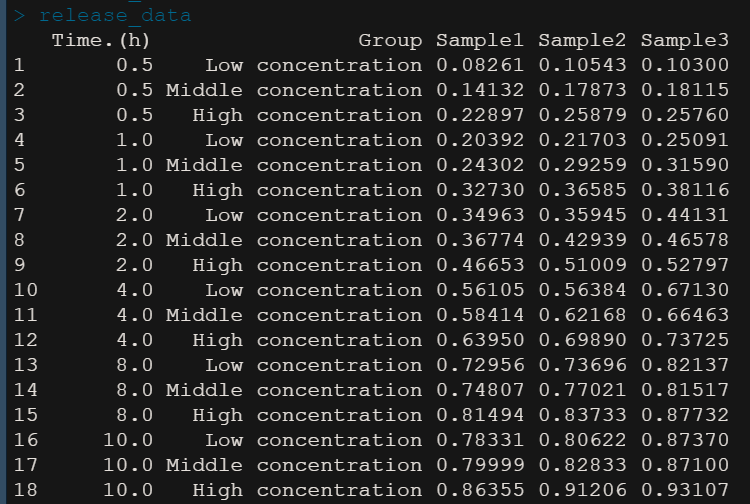 > release_data
Time.(h) Group Sample1 Sample2 Sample3
1 0.5 Low concentration 0.08261 0.10543 0.10300
2 0.5 Middle concentration 0.14132 0.17873 0.18115
3 0.5 High concentration 0.22897 0.25879 0.25760
4 1.0 Low concentration 0.20392 0.21703 0.25091
5 1.0 Middle concentration 0.24302 0.29259 0.31590
6 1.0 High concentration 0.32730 0.36585 0.38116
7 2.0 Low concentration 0.34963 0.35945 0.44131
8 2.0 Middle concentration 0.36774 0.42939 0.46578
9 2.0 High concentration 0.46653 0.51009 0.52797
10 4.0 Low concentration 0.56105 0.56384 0.67130
11 4.0 Middle concentration 0.58414 0.62168 0.66463
12 4.0 High concentration 0.63950 0.69890 0.73725
13 8.0 Low concentration 0.72956 0.73696 0.82137
14 8.0 Middle concentration 0.74807 0.77021 0.81517
15 8.0 High concentration 0.81494 0.83733 0.87732
16 10.0 Low concentration 0.78331 0.80622 0.87370
17 10.0 Middle concentration 0.79999 0.82833 0.87100
18 10.0 High concentration 0.86355 0.91206 0.93107